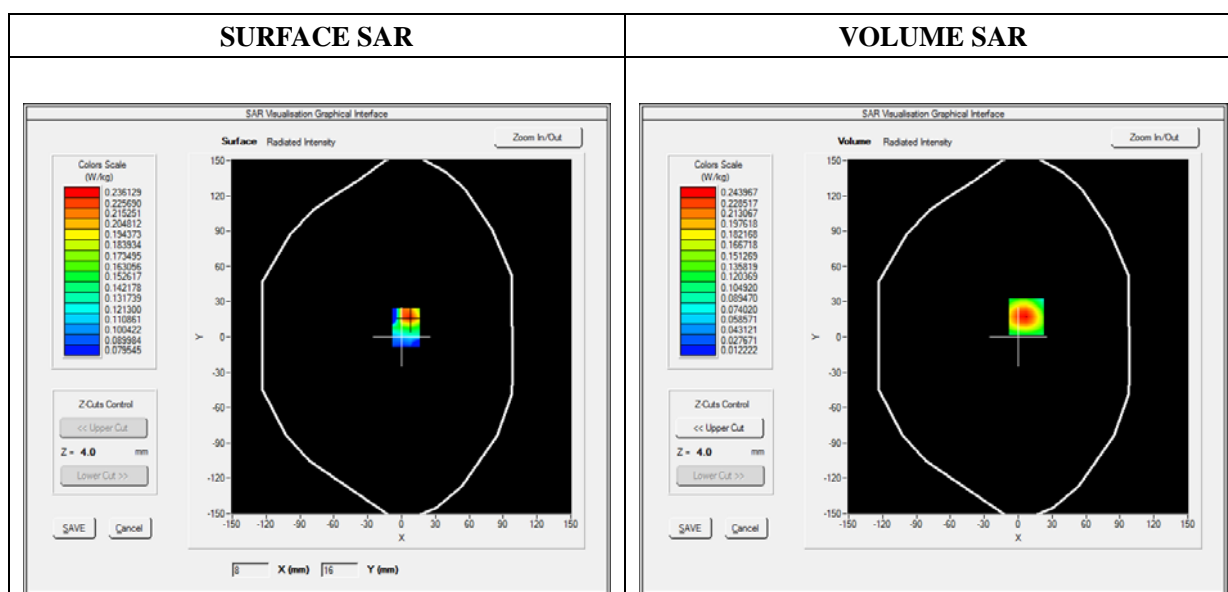 SURFACE SAR
VOLUME SAR
SAR Visualisation Graphical Interface
Surface Radiated Intensity
Zoom In/Out
Colors Scale
(W/kg)
0.236129
0.225690
0.215251
0.204812
0.194373
0.183934
0.173495
0.163056
0.152617
0.142178
0.131739
0.121300
0.110861
0.100422
0.089984
0.079545
150
120
90
60
30
0
-30
-60
-90
-120
-150
Y
-150 -120 -90 -60 -30 0 30 60 90 120 150
X
Z-Cuts Control
<< Upper Cut
Z = 4.0 mm
Lower Cut >>
SAVE Cancel
8 X (mm) 16 Y (mm)
SAR Visualisation Graphical Interface
Volume Radiated Intensity
Zoom In/Out
Colors Scale
(W/kg)
0.243967
0.228517
0.213067
0.197618
0.182168
0.166718
0.151269
0.135819
0.120369
0.104920
0.089470
0.074020
0.058571
0.043121
0.027671
0.012222
150
120
90
60
30
0
-30
-60
-90
-120
-150
Y
-150 -120 -90 -60 -30 0 30 60 90 120 150
X
Z-Cuts Control
<< Upper Cut
Z = 4.0 mm
Lower Cut >>
SAVE Cancel